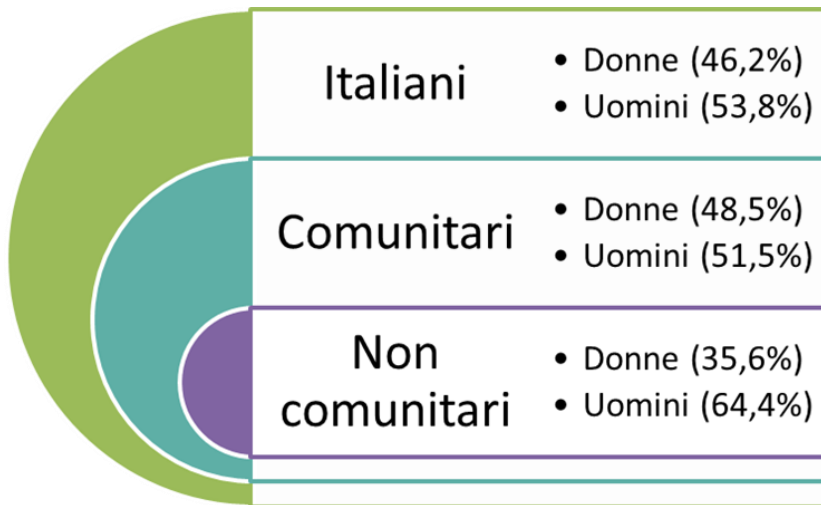 Italiani
• Donne (46,2%)
• Uomini (53,8%)
Comunitari
• Donne (48,5%)
• Uomini (51,5%)
Non
comunitari
• Donne (35,6%)
• Uomini (64,4%)